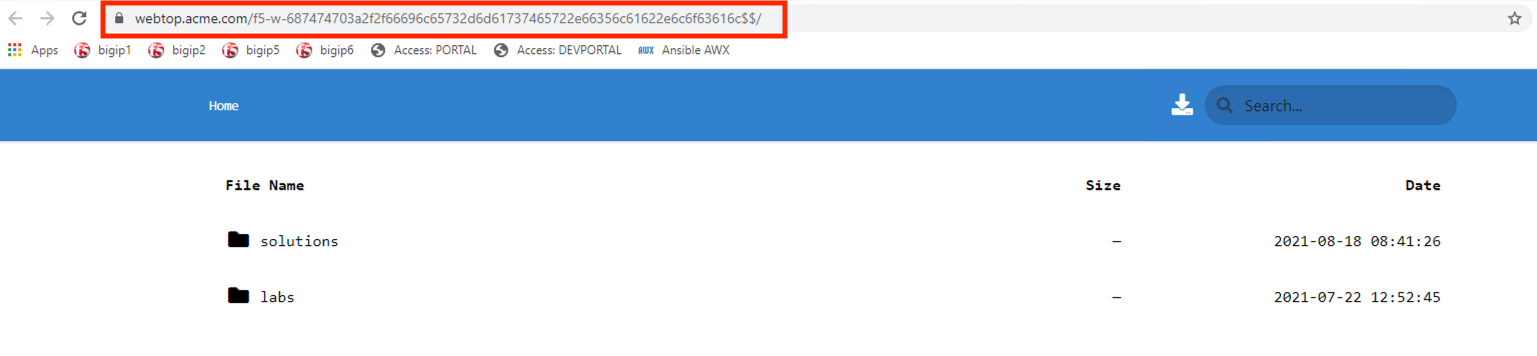 webtop.acme.com/f5-w-687474703a2f2f66696c65732d6d61737465722e66356c61622e6c6f63616c$$/
Apps bigip1 bigip2 bigip5 bigip6 Access: PORTAL Access: DEVPORTAL AWX Ansible AWX
Home Search...
File Name Size Date
solutions — 2021-08-18 08:41:26
labs — 2021-07-22 12:52:45